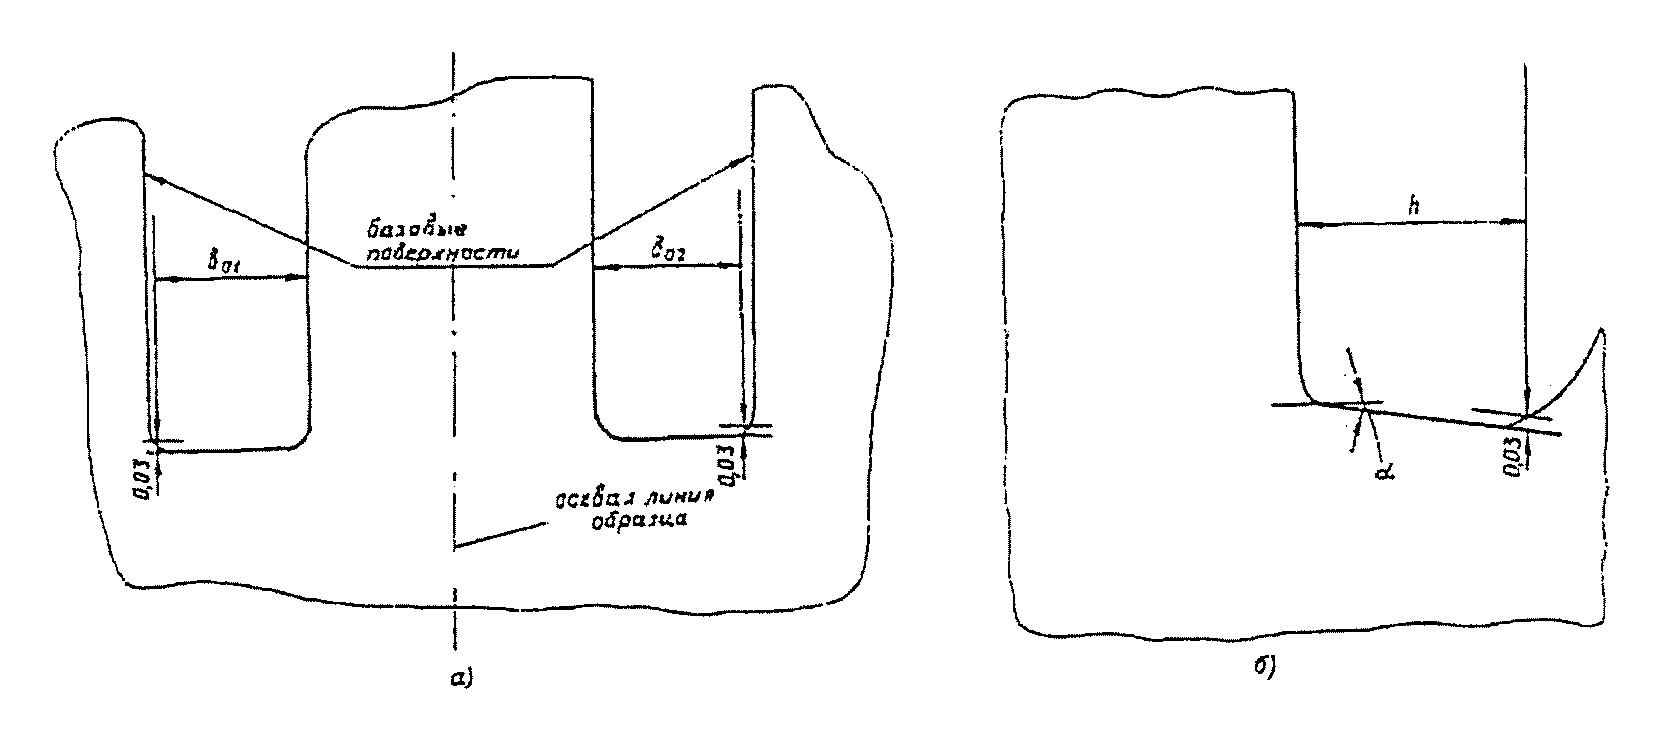 базовые
поверхности
в01
в02
0,03
0,03
осевая линия
образца
а)
h
α
0,03
б)